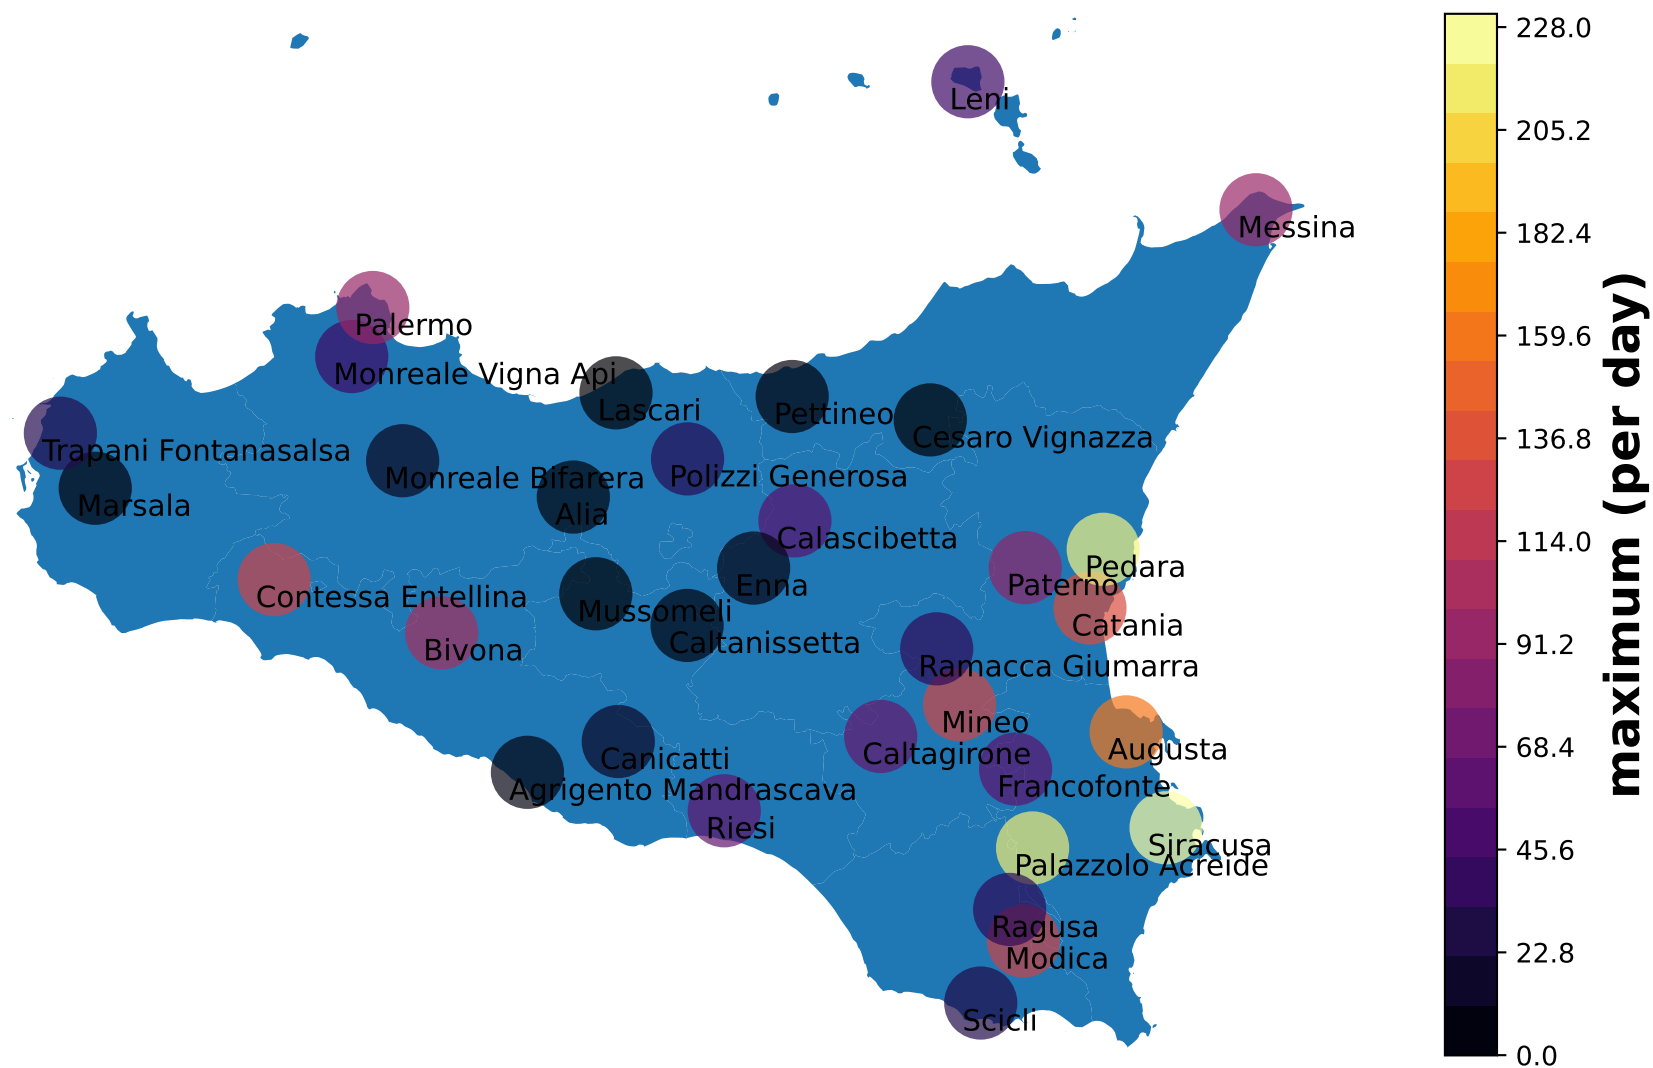 Leni
Messina
Palermo
Monreale Vigna Api
Lascari
Pettineo
Cesaro Vignazza
Trapani Fontanasalsa
Monreale Bifarera
Polizzi Generosa
Marsala
Alia
Calascibetta
Pedara
Enna
Paterno
Contessa Entellina
Mussomeli
Catania
Bivona
Caltanissetta
Ramacca Giumarra
Mineo
Augusta
Caltagirone
Canicatti
Francofonte
Agrigento Mandrascava
Riesi
Siracusa
Palazzolo Acreide
Ragusa
Modica
Scicli
228.0
205.2
182.4
159.6
136.8
114.0
91.2
68.4
45.6
22.8
0.0
maximum (per day)